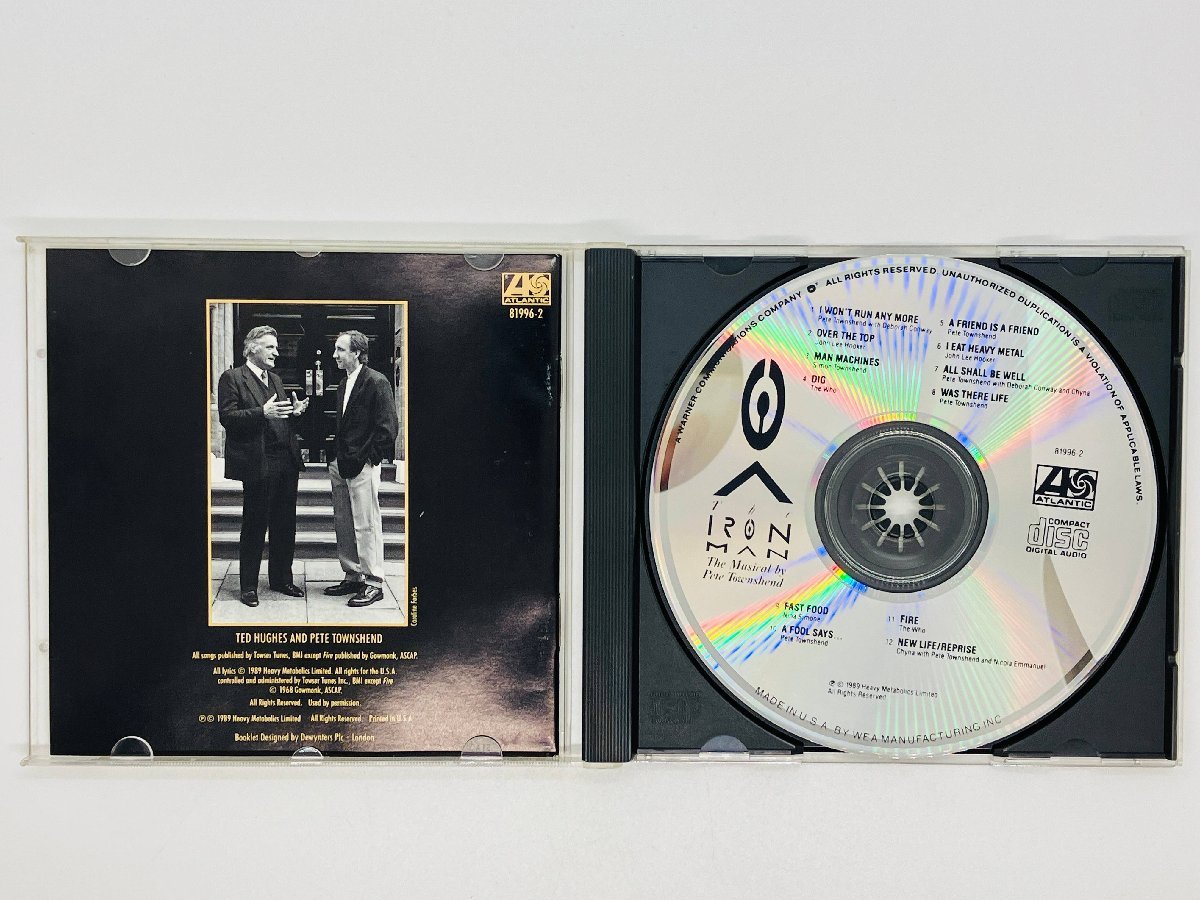 ATLANTIC
81996-2
Caroline Forbes
TED HUGHES AND PETE TOWNSHEND
All songs published by Towser Tunes, BMI except Fire published by Gowmonk, ASCAP.
All lyrics © 1989 Heavy Metabolics Limited. All rights for the U.S.A
controlled and administered by Towser Tunes Inc., BMI except Fire
© 1968 Gowmonk, ASCAP.
All Rights Reserved. Used by permission.
℗ © 1989 Heavy Metabolics Limited All Rights Reserved. Printed in U.S.A
Booklet Designed by Dewynters Plc - London
A WARNER COMMUNICATIONS COMPANY ALL RIGHTS RESERVED. UNAUTHORIZED DUPLICATION IS A VIOLATION OF APPLICABLE LAWS.
1 I WON'T RUN ANY MORE
Pete Townshend with Deborah Conway
2 OVER THE TOP
John Lee Hooker
3 MAN MACHINES
Simon Townshend
4 DIG
The Who
5 A FRIEND IS A FRIEND
Pete Townshend
6 I EAT HEAVY METAL
John Lee Hooker
7 ALL SHALL BE WELL
Pete Townshend with Deborah Conway and Chyna
8 WAS THERE LIFE
Pete Townshend
81996-2
ATLANTIC
COMPACT
disc
DIGITAL AUDIO
THE
IRON
MAN
The Musical by
Pete Townshend
9 FAST FOOD
Nina Simone
10 A FOOL SAYS...
Pete Townshend
11 FIRE
The Who
12 NEW LIFE/REPRISE
Chyna with Pete Townshend and Nicola Emmanuel
℗ © 1989 Heavy Metabolics Limited
All Rights Reserved.
MADE IN U.S.A. BY WEA MANUFACTURING INC